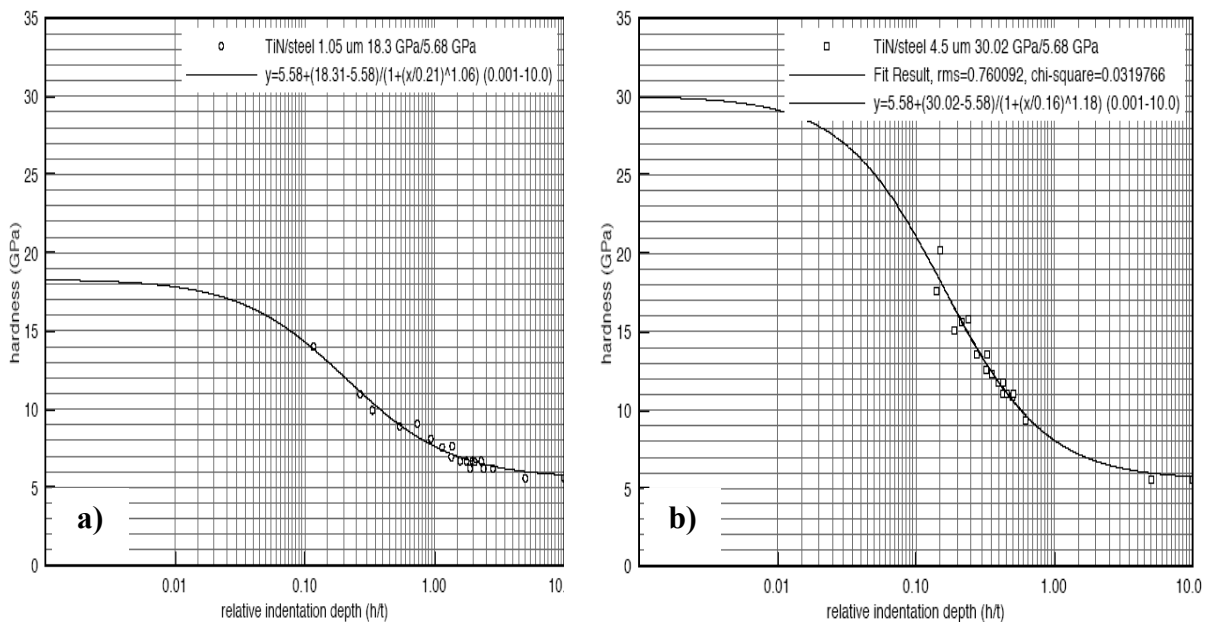 35
30
25
20
15
10
5
0
hardness (GPa)
TiN/steel 1.05 um 18.3 GPa/5.68 GPa
y=5.58+(18.31-5.58)/(1+(x/0.21)^1.06) (0.001-10.0)
a)
0.01
0.10
1.00
10.0
relative indentation depth (h/t)
35
30
25
20
15
10
5
0
hardness (GPa)
TiN/steel 4.5 um 30.02 GPa/5.68 GPa
Fit Result, rms=0.760092, chi-square=0.0319766
y=5.58+(30.02-5.58)/(1+(x/0.16)^1.18) (0.001-10.0)
b)
0.01
0.10
1.00
10.0
relative indentation depth (h/t)